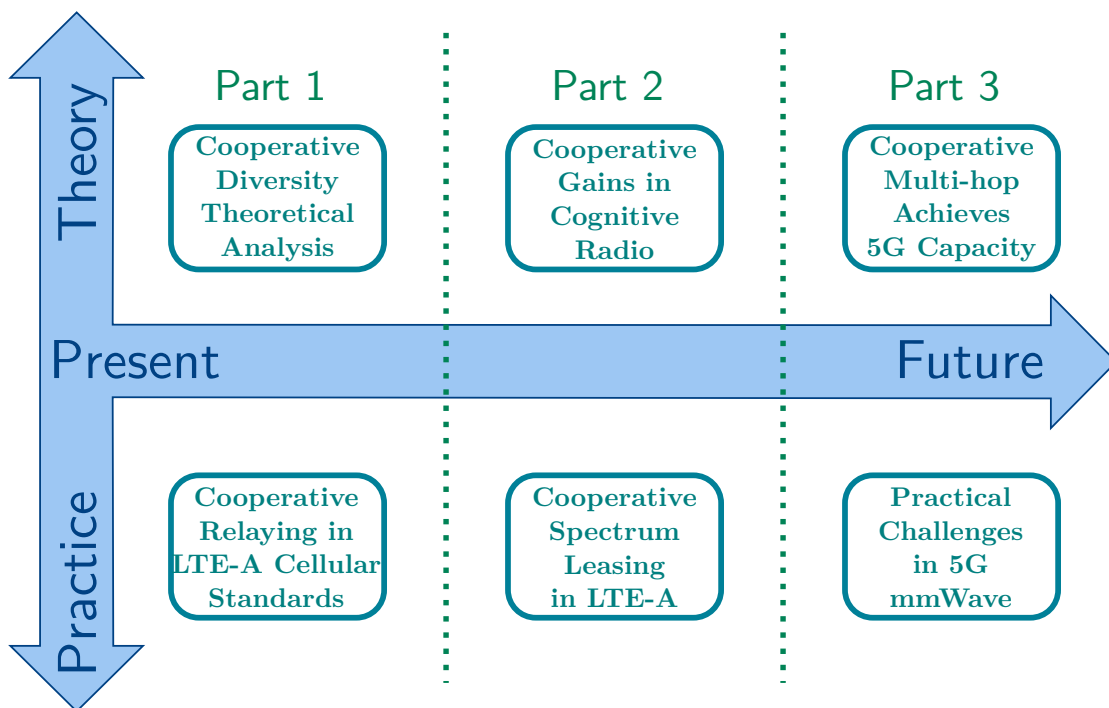 Theory
Part 1
Part 2
Part 3
Cooperative
Diversity
Theoretical
Analysis
Cooperative
Gains in
Cognitive
Radio
Cooperative
Multi-hop
Achieves
5G Capacity
Present
Future
Practice
Cooperative
Relaying in
LTE-A Cellular
Standards
Cooperative
Spectrum
Leasing
in LTE-A
Practical
Challenges
in 5G
mmWave